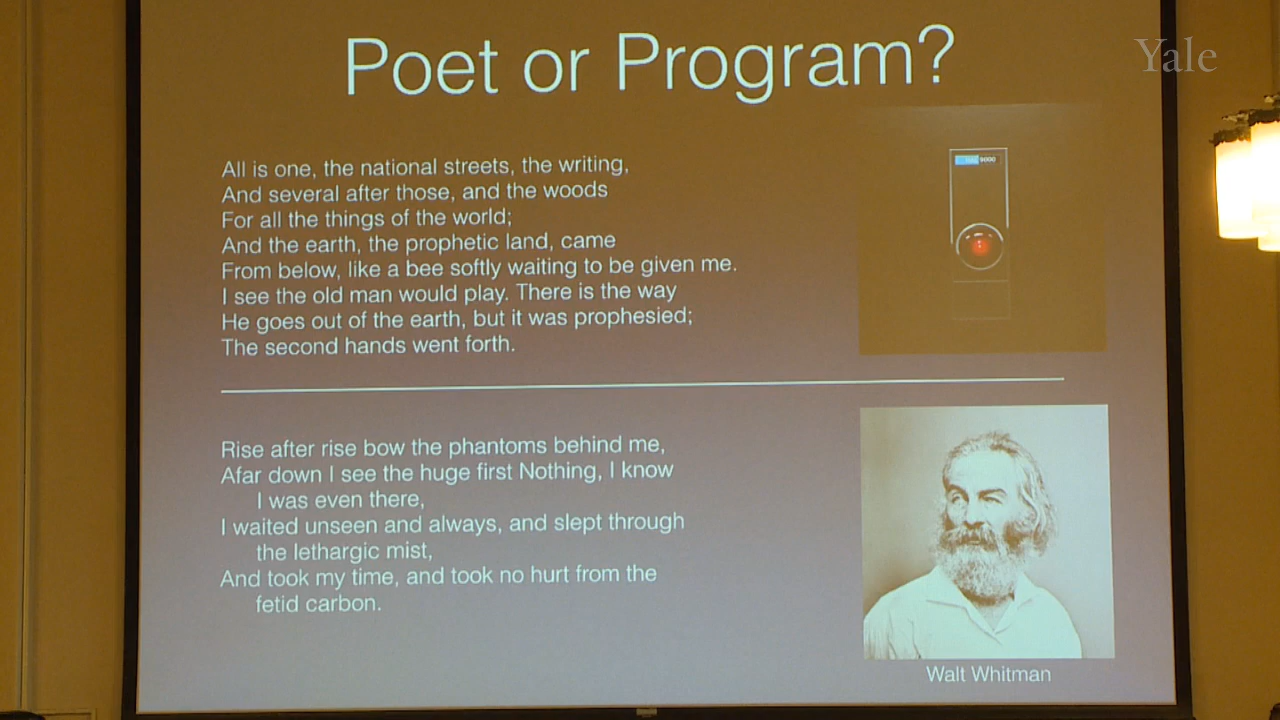 Poet or Program?
Yale
All is one, the national streets, the writing,
And several after those, and the woods
For all the things of the world;
And the earth, the prophetic land, came
From below, like a bee softly waiting to be given me.
I see the old man would play. There is the way
He goes out of the earth, but it was prophesied;
The second hands went forth.
9000
Rise after rise bow the phantoms behind me,
Afar down I see the huge first Nothing, I know
I was even there,
I waited unseen and always, and slept through
the lethargic mist,
And took my time, and took no hurt from the
fetid carbon.
Walt Whitman